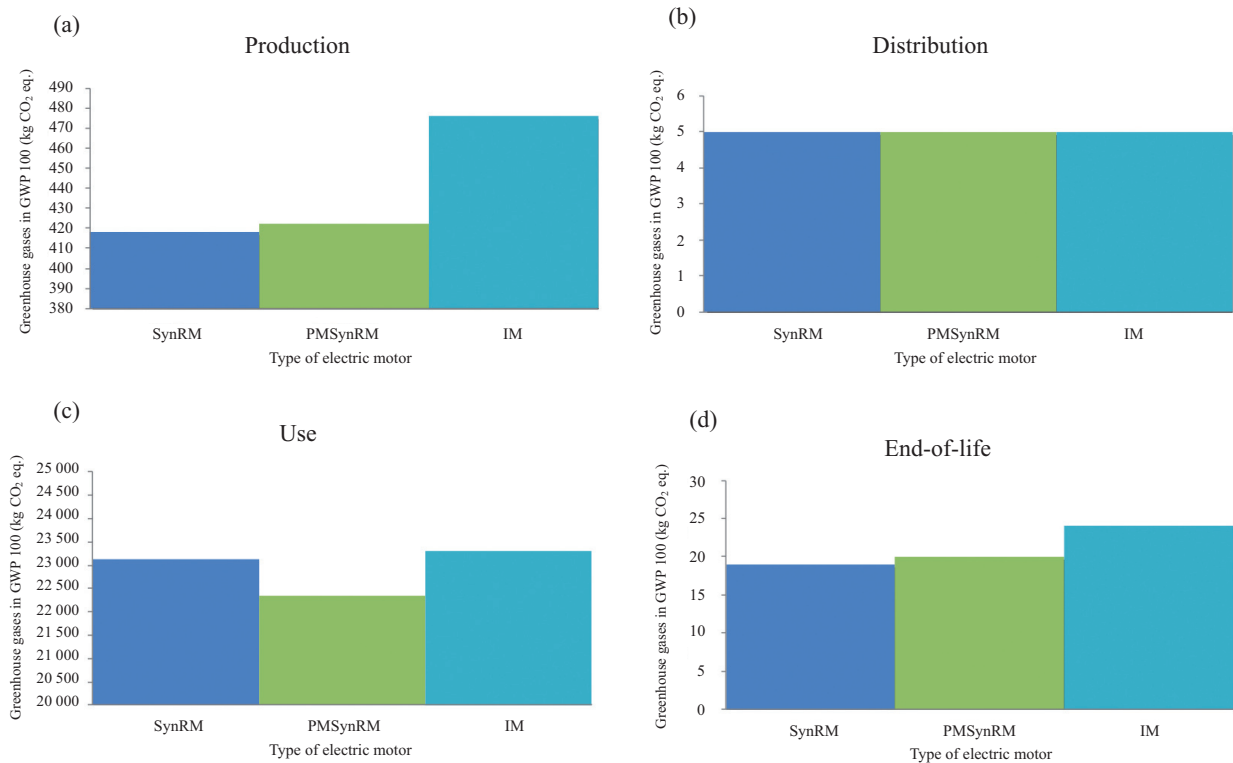 (a)
Production
Greenhouse gases in GWP 100 (kg CO₂ eq.)
490
480
470
460
450
440
430
420
410
400
390
380
SynRM PMSynRM IM
Type of electric motor
(b)
Distribution
Greenhouse gases in GWP 100 (kg CO₂ eq.)
6
5
4
3
2
1
0
SynRM PMSynRM IM
Type of electric motor
(c)
Use
Greenhouse gases in GWP 100 (kg CO₂ eq.)
25 000
24 500
24 000
23 500
23 000
22 500
22 000
21 500
21 000
20 500
20 000
SynRM PMSynRM IM
Type of electric motor
(d)
End-of-life
Greenhouse gases in GWP 100 (kg CO₂ eq.)
30
25
20
15
10
5
0
SynRM PMSynRM IM
Type of electric motor